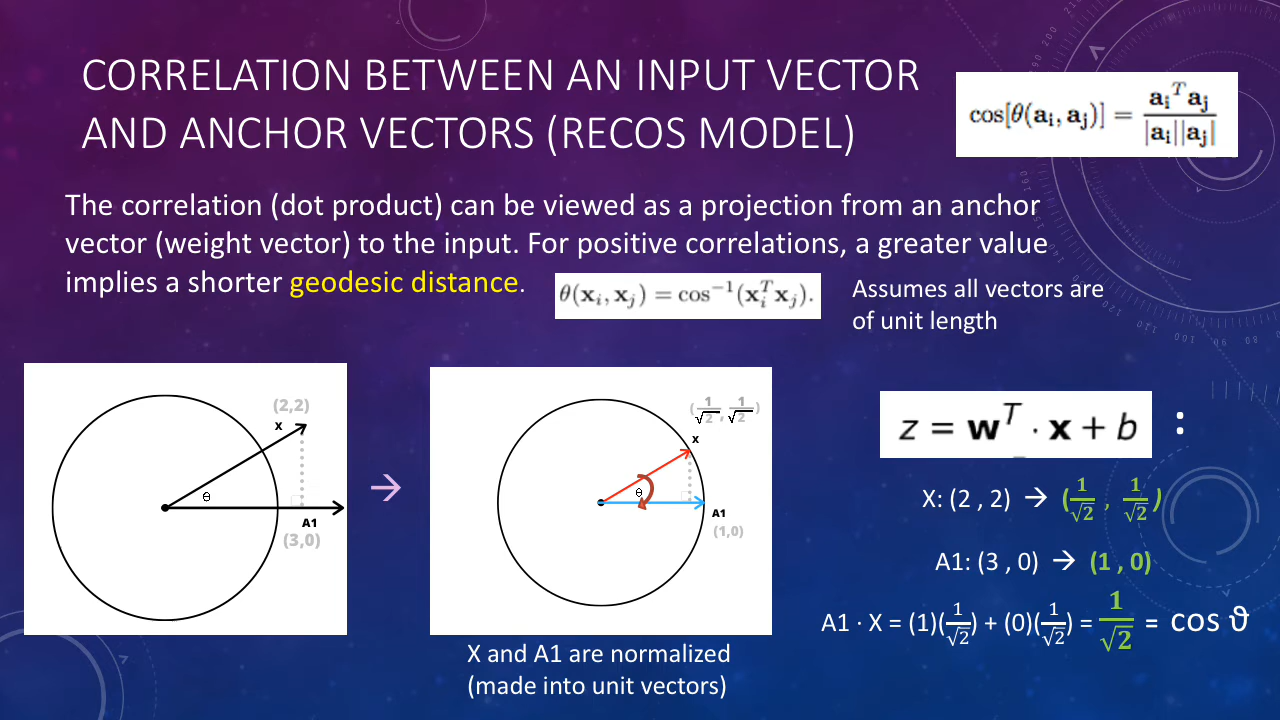 CORRELATION BETWEEN AN INPUT VECTOR
AND ANCHOR VECTORS (RECOS MODEL)
cos[θ(aᵢ, aⱼ)] = aᵢᵀaⱼ / |aᵢ||aⱼ|
The correlation (dot product) can be viewed as a projection from an anchor
vector (weight vector) to the input. For positive correlations, a greater value
implies a shorter geodesic distance.
θ(xᵢ, xⱼ) = cos⁻¹(xᵢᵀxⱼ).
Assumes all vectors are
of unit length
(2,2)
x
θ
A1
(3,0)
→
(1/√2, 1/√2)
x
θ
A1
(1,0)
X and A1 are normalized
(made into unit vectors)
z = wᵀ · x + b :
X: (2 , 2) → (1/√2 , 1/√2)
A1: (3 , 0) → (1 , 0)
A1 · X = (1)(1/√2) + (0)(1/√2) = 1/√2 = cos ϑ